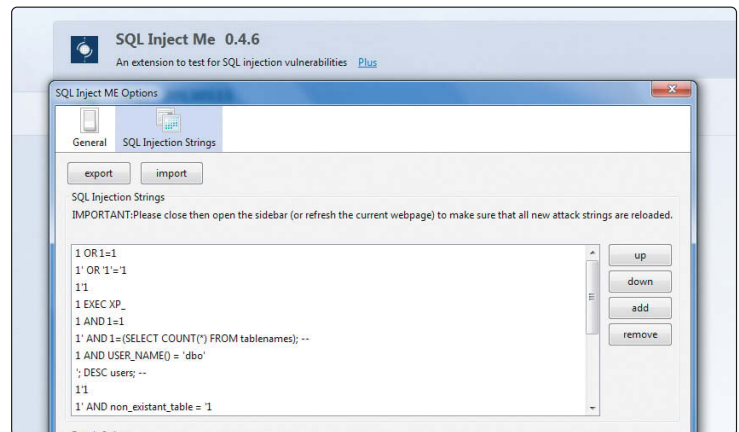 SQL Inject Me 0.4.6
An extension to test for SQL injection vulnerabilities Plus
SQL Inject ME Options
General SQL Injection Strings
export import
SQL Injection Strings
IMPORTANT:Please close then open the sidebar (or refresh the current webpage) to make sure that all new attack strings are reloaded.
1 OR 1=1
1' OR '1'='1
1'1
1 EXEC XP_
1 AND 1=1
1' AND 1=(SELECT COUNT(*) FROM tablenames); --
1 AND USER_NAME() = 'dbo'
'; DESC users; --
1'1
1' AND non_existant_table = '1
up
down
add
remove